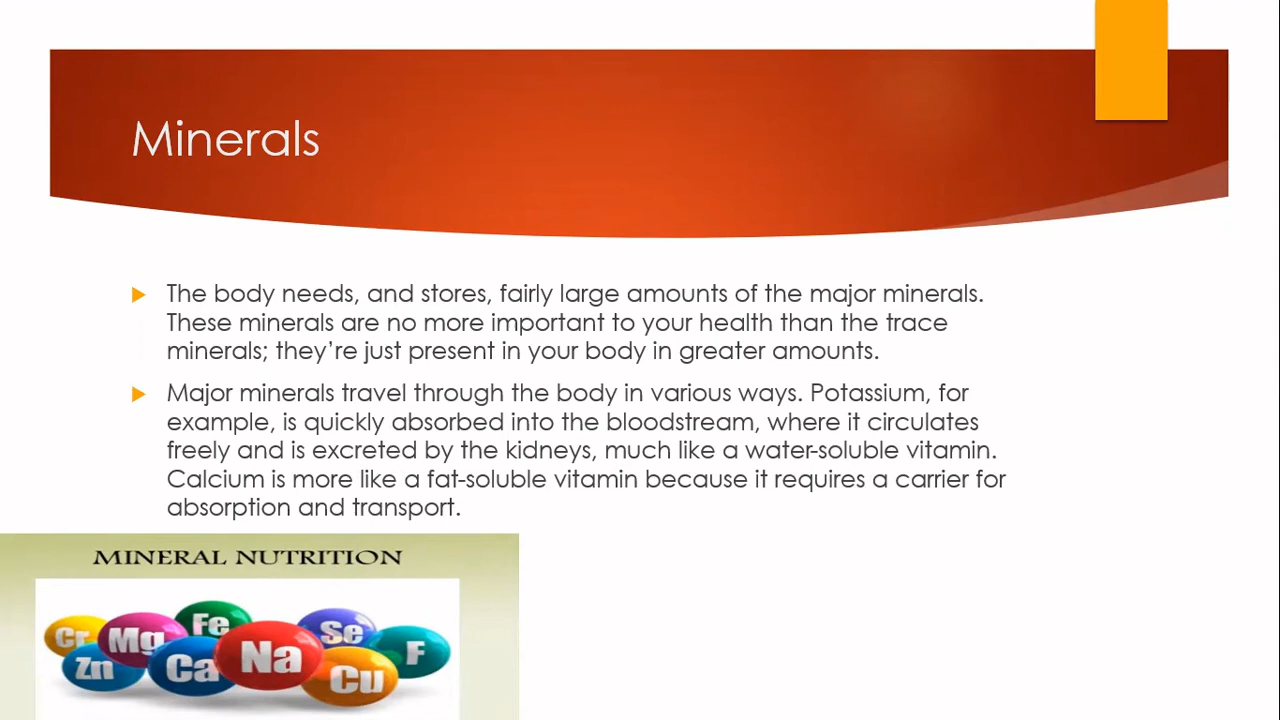 Minerals
The body needs, and stores, fairly large amounts of the major minerals.
These minerals are no more important to your health than the trace
minerals; they're just present in your body in greater amounts.
Major minerals travel through the body in various ways. Potassium, for
example, is quickly absorbed into the bloodstream, where it circulates
freely and is excreted by the kidneys, much like a water-soluble vitamin.
Calcium is more like a fat-soluble vitamin because it requires a carrier for
absorption and transport.
MINERAL NUTRITION
Cr Mg Fe Se F
Zn Ca Na Cu